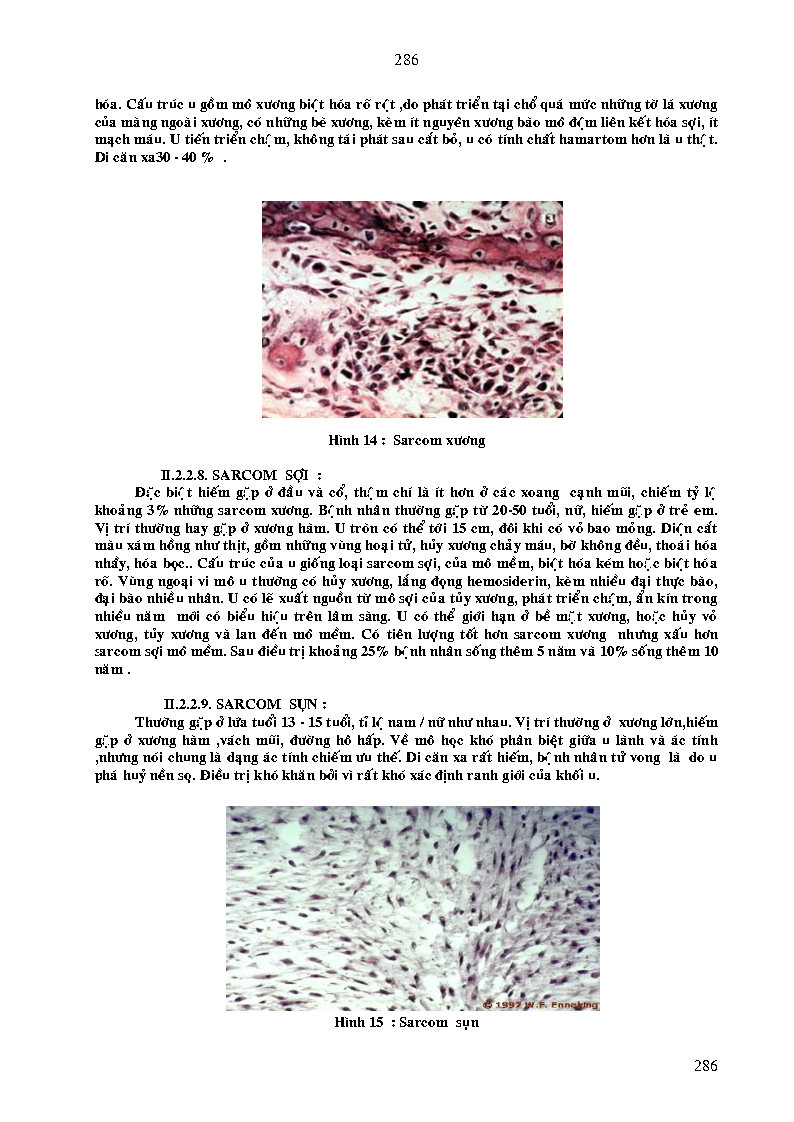 286
hóa. Cấu trúc u gồm mô xương biệt hóa rõ rệt ,do phát triển tại chổ quá mức những tờ lá xương
của màng ngoài xương, có những bè xương, kèm ít nguyên xương bào mô đệm liên kết hóa sợi, ít
mạch máu. U tiến triển chậm, không tái phát sau cắt bỏ, u có tính chất hamartom hơn là u thật.
Di căn xa30 - 40 % .
3
Hình 14 : Sarcom xương
II.2.2.8. SARCOM SỢI :
Đặc biệt hiếm gặp ở đầu và cổ, thậm chí là ít hơn ở các xoang cạnh mũi, chiếm tỷ lệ
khoảng 3% những sarcom xương. Bệnh nhân thường gặp từ 20-50 tuổi, nữ, hiếm gặp ở trẻ em.
Vị trí thường hay gặp ở xương hàm. U tròn có thể tới 15 cm, đôi khi có vỏ bao mỏng. Diện cắt
màu xám hồng như thịt, gồm những vùng hoại tử, hủy xương chảy máu, bờ không đều, thoái hóa
nhầy, hóa bọc.. Cấu trúc của u giống loại sarcom sợi, của mô mềm, biệt hóa kém hoặc biệt hóa
rõ. Vùng ngoại vi mô u thường có hủy xương, lắng đọng hemosiderin, kèm nhiều đại thực bào,
đại bào nhiều nhân. U có lẽ xuất nguồn từ mô sợi của tủy xương, phát triển chậm, ẩn kín trong
nhiều năm mới có biểu hiệu trên lâm sàng. U có thể giới hạn ở bề mặt xương, hoặc hủy vỏ
xương, tủy xương và lan đến mô mềm. Có tiên lượng tốt hơn sarcom xương nhưng xấu hơn
sarcom sợi mô mềm. Sau điều trị khoảng 25% bệnh nhân sống thêm 5 năm và 10% sống thêm 10
năm .
II.2.2.9. SARCOM SỤN :
Thường gặp ở lứa tuổi 13 - 15 tuổi, tỉ lệ nam / nữ như nhau. Vị trí thường ở xương lớn,hiếm
gặp ở xương hàm ,vách mũi, đường hô hấp. Về mô học khó phân biệt giữa u lành và ác tính
,nhưng nói chung là dạng ác tính chiếm ưu thế. Di căn xa rất hiếm, bệnh nhân tử vong là do u
phá huỷ nền sọ. Điều trị khó khăn bởi vì rất khó xác định ranh giới của khối u.
© 1997 W.F. Enneking
Hình 15 : Sarcom sụn
286